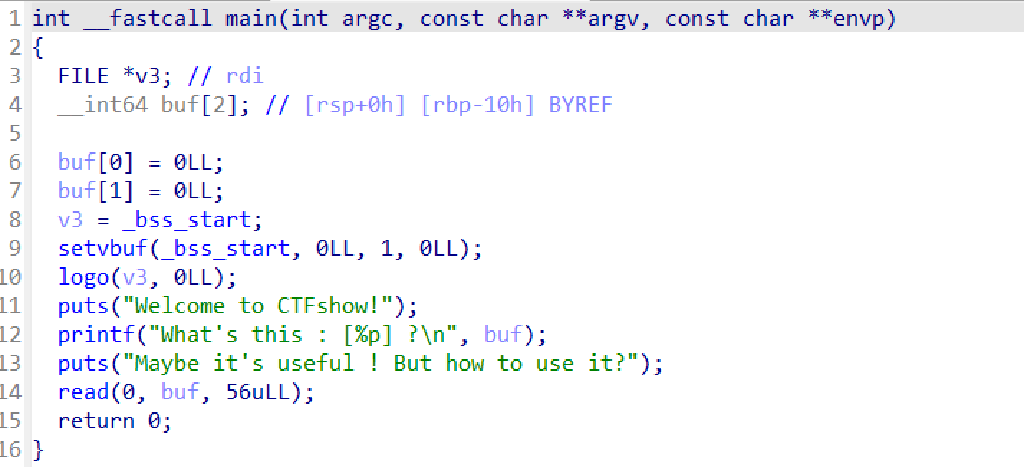 1 int __fastcall main(int argc, const char **argv, const char **envp)
2 {
3 FILE *v3; // rdi
4 __int64 buf[2]; // [rsp+0h] [rbp-10h] BYREF
5
6 buf[0] = 0LL;
7 buf[1] = 0LL;
8 v3 = _bss_start;
9 setvbuf(_bss_start, 0LL, 1, 0LL);
10 logo(v3, 0LL);
11 puts("Welcome to CTFshow!");
12 printf("What's this : [%p] ?\n", buf);
13 puts("Maybe it's useful ! But how to use it?");
14 read(0, buf, 56uLL);
15 return 0;
16 }